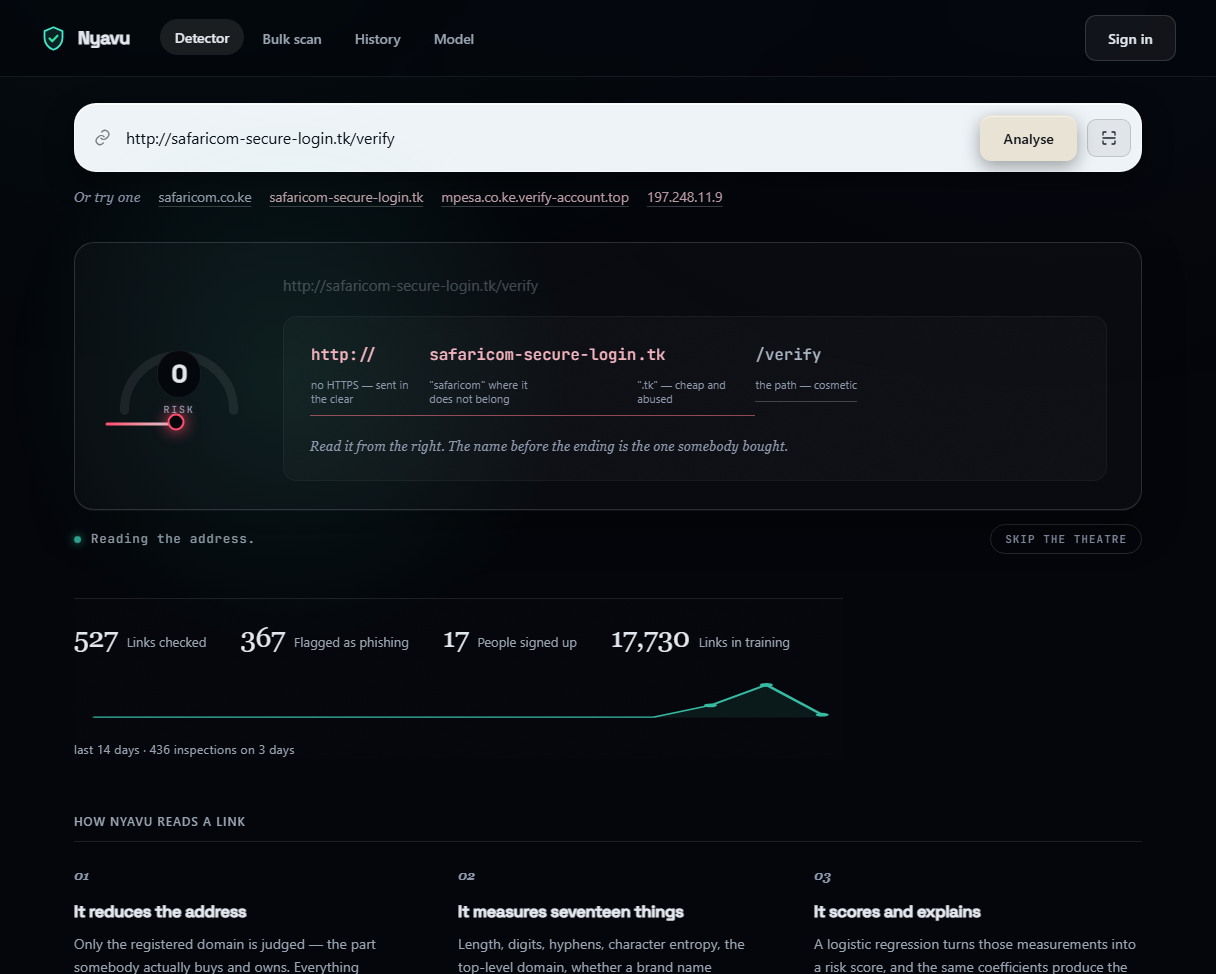 Nyavu Detector Bulk scan History Model Sign in
http://safaricom-secure-login.tk/verify Analyse
Or try one safaricom.co.ke safaricom-secure-login.tk mpesa.co.ke.verify-account.top 197.248.11.9
http://safaricom-secure-login.tk/verify
http:// safaricom-secure-login.tk /verify
no HTTPS — sent in the clear
"safaricom" where it does not belong
".tk" — cheap and abused
the path — cosmetic
0
RISK
Read it from the right. The name before the ending is the one somebody bought.
Reading the address. SKIP THE THEATRE
527 Links checked 367 Flagged as phishing 17 People signed up 17,730 Links in training
last 14 days · 436 inspections on 3 days
HOW NYAVU READS A LINK
01
It reduces the address
Only the registered domain is judged — the part
somebody actually buys and owns. Everything
02
It measures seventeen things
Length, digits, hyphens, character entropy, the
top-level domain, whether a brand name
03
It scores and explains
A logistic regression turns those measurements into
a risk score, and the same coefficients produce the